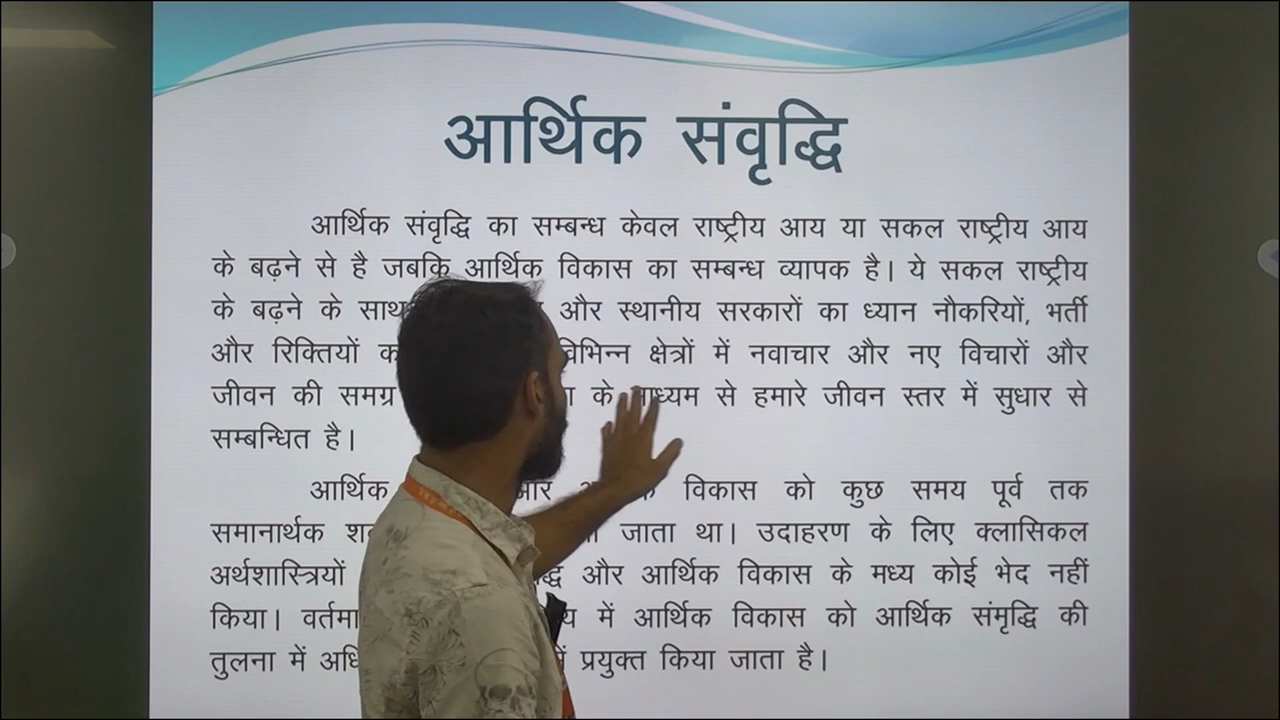 आर्थिक संवृद्धि
आर्थिक संवृद्धि का सम्बन्ध केवल राष्ट्रीय आय या सकल राष्ट्रीय आय
के बढ़ने से है जबकि आर्थिक विकास का सम्बन्ध व्यापक है। ये सकल राष्ट्रीय
के बढ़ने के साथ और स्थानीय सरकारों का ध्यान नौकरियों, भर्ती
और रिक्तियों विभिन्न क्षेत्रों में नवाचार और नए विचारों और
जीवन की समग्र के माध्यम से हमारे जीवन स्तर में सुधार से
सम्बन्धित है।
आर्थिक और विकास को कुछ समय पूर्व तक
समानार्थक जाता था। उदाहरण के लिए क्लासिकल
अर्थशास्त्रियों और आर्थिक विकास के मध्य कोई भेद नहीं
किया। में आर्थिक विकास को आर्थिक संमृद्धि की
तुलना में प्रयुक्त किया जाता है।